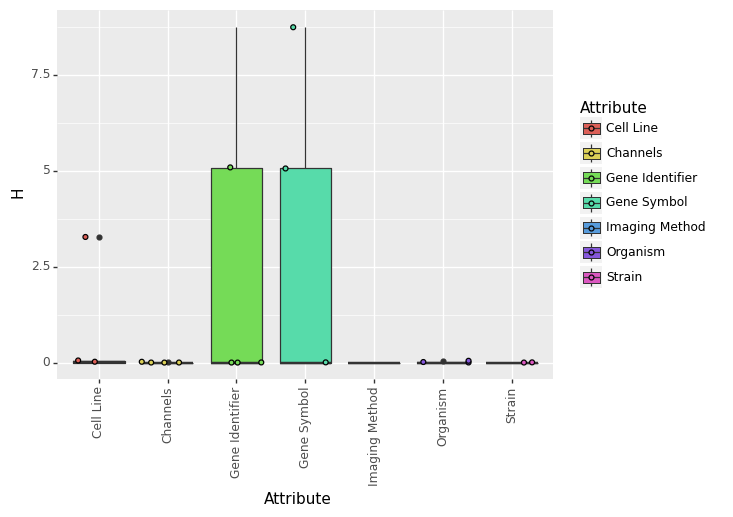 7.5
5
2.5
0
H
Cell Line
Channels
Gene Identifier
Gene Symbol
Imaging Method
Organism
Strain
Attribute
Attribute
Cell Line
Channels
Gene Identifier
Gene Symbol
Imaging Method
Organism
Strain